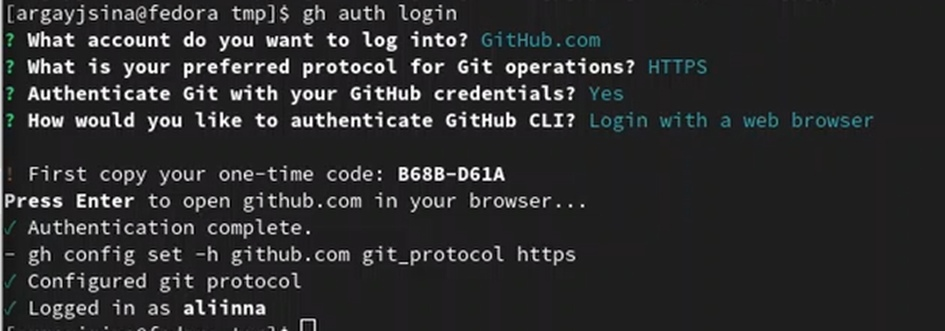 [argayjsina@fedora tmp]$ gh auth login
? What account do you want to log into? GitHub.com
? What is your preferred protocol for Git operations? HTTPS
? Authenticate Git with your GitHub credentials? Yes
? How would you like to authenticate GitHub CLI? Login with a web browser
! First copy your one-time code: B68B-D61A
Press Enter to open github.com in your browser...
✓ Authentication complete.
- gh config set -h github.com git_protocol https
✓ Configured git protocol
✓ Logged in as aliinna
[argayjsina@fedora tmp]$